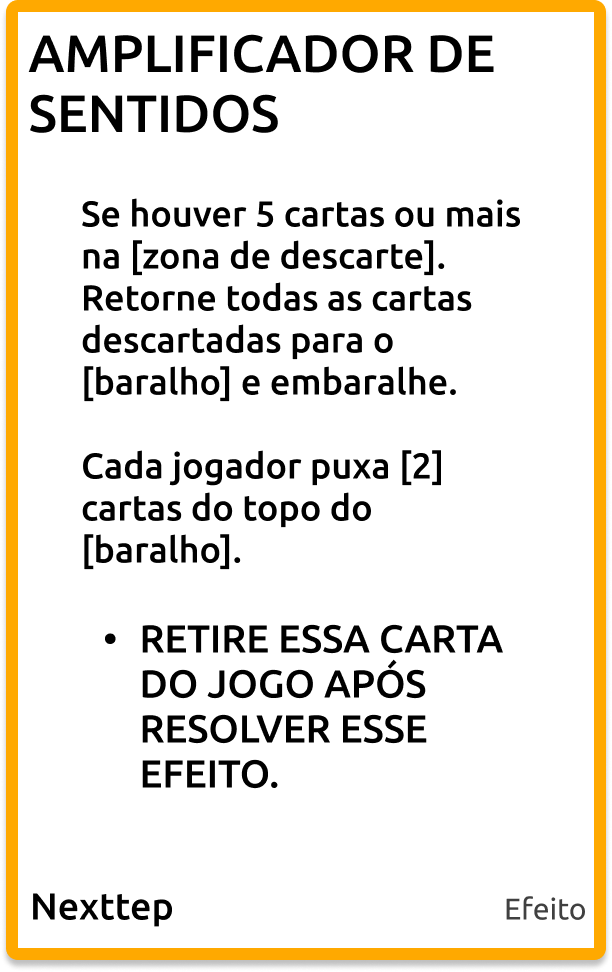 AMPLIFICADOR DE
SENTIDOS
Se houver 5 cartas ou mais
na [zona de descarte].
Retorne todas as cartas
descartadas para o
[baralho] e embaralhe.
Cada jogador puxa [2]
cartas do topo do
[baralho].
• RETIRE ESSA CARTA
DO JOGO APÓS
RESOLVER ESSE
EFEITO.
Nexttep
Efeito